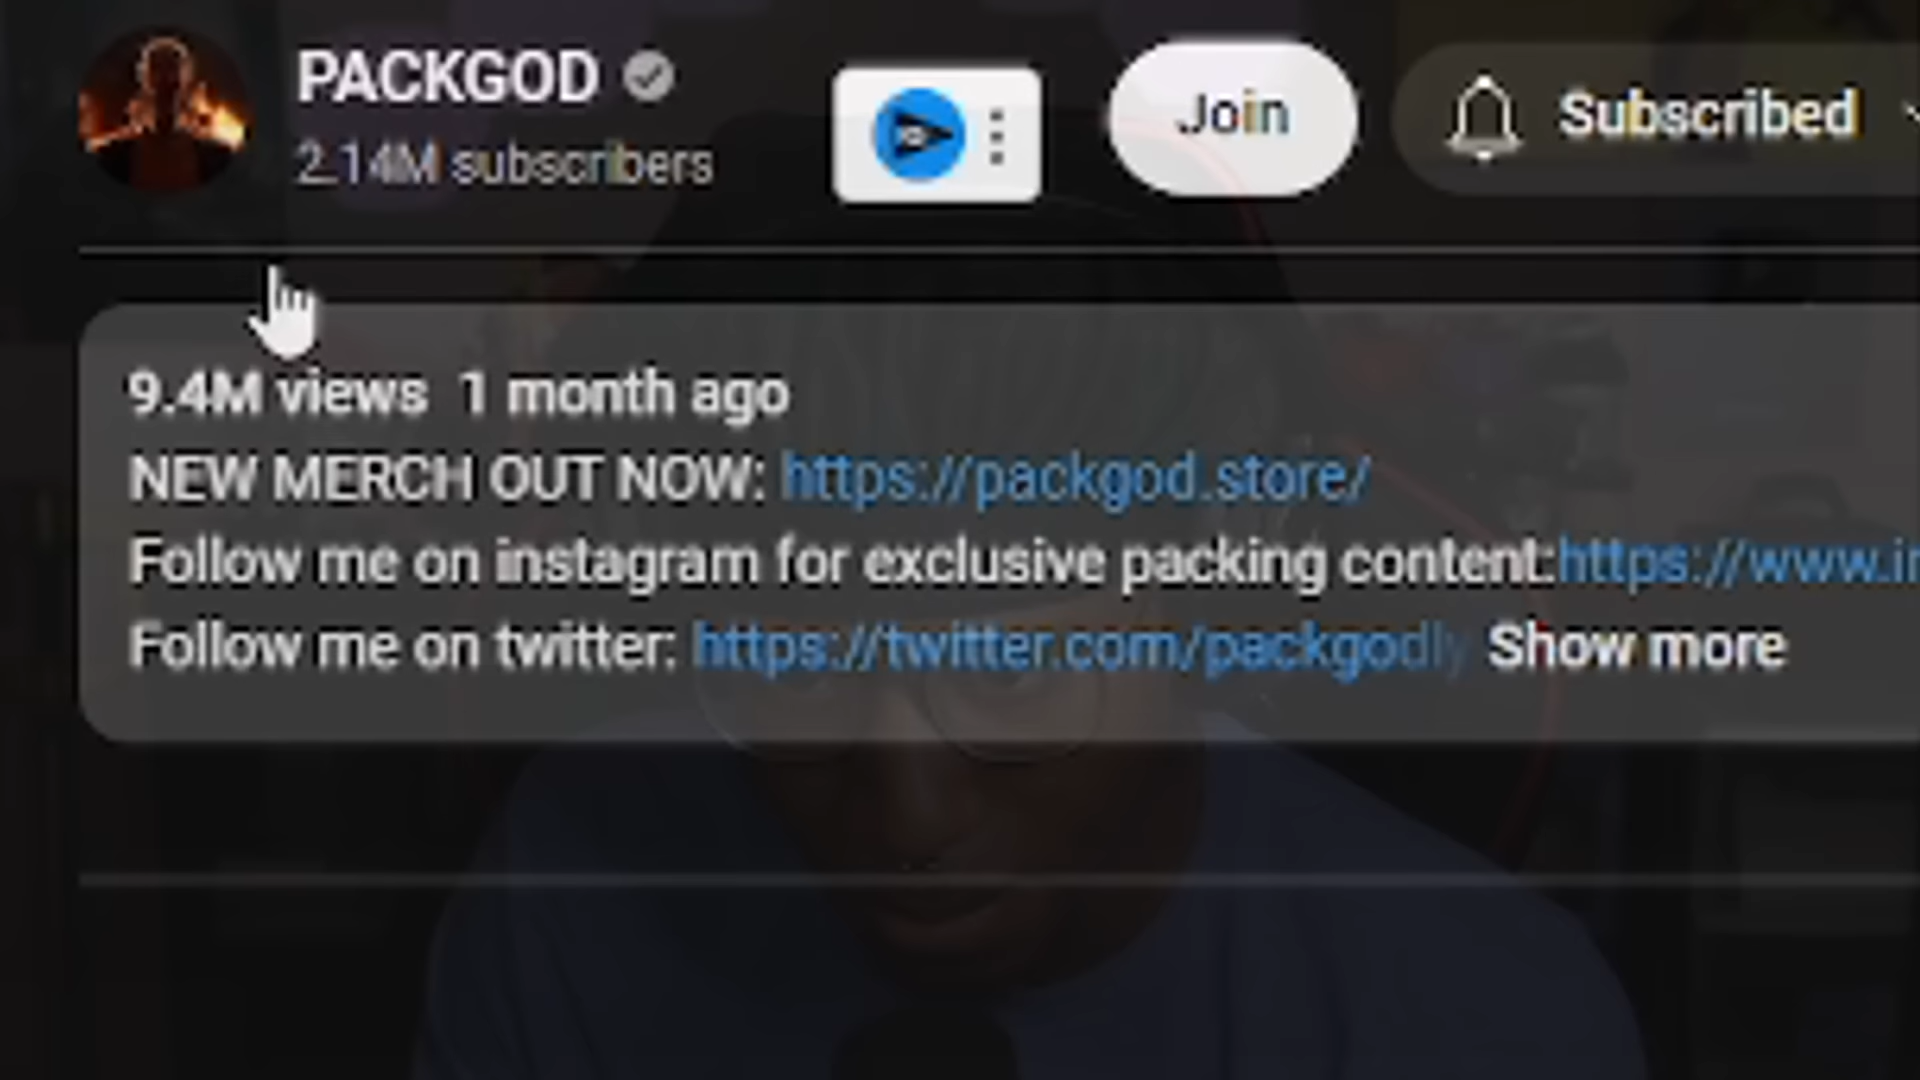 PACKGOD
2.14M subscribers
Join
Subscribed
9.4M views 1 month ago
NEW MERCH OUT NOW: https://packgod.store/
Follow me on instagram for exclusive packing content:https://www.i
Follow me on twitter: https://twitter.com/packgodly Show more